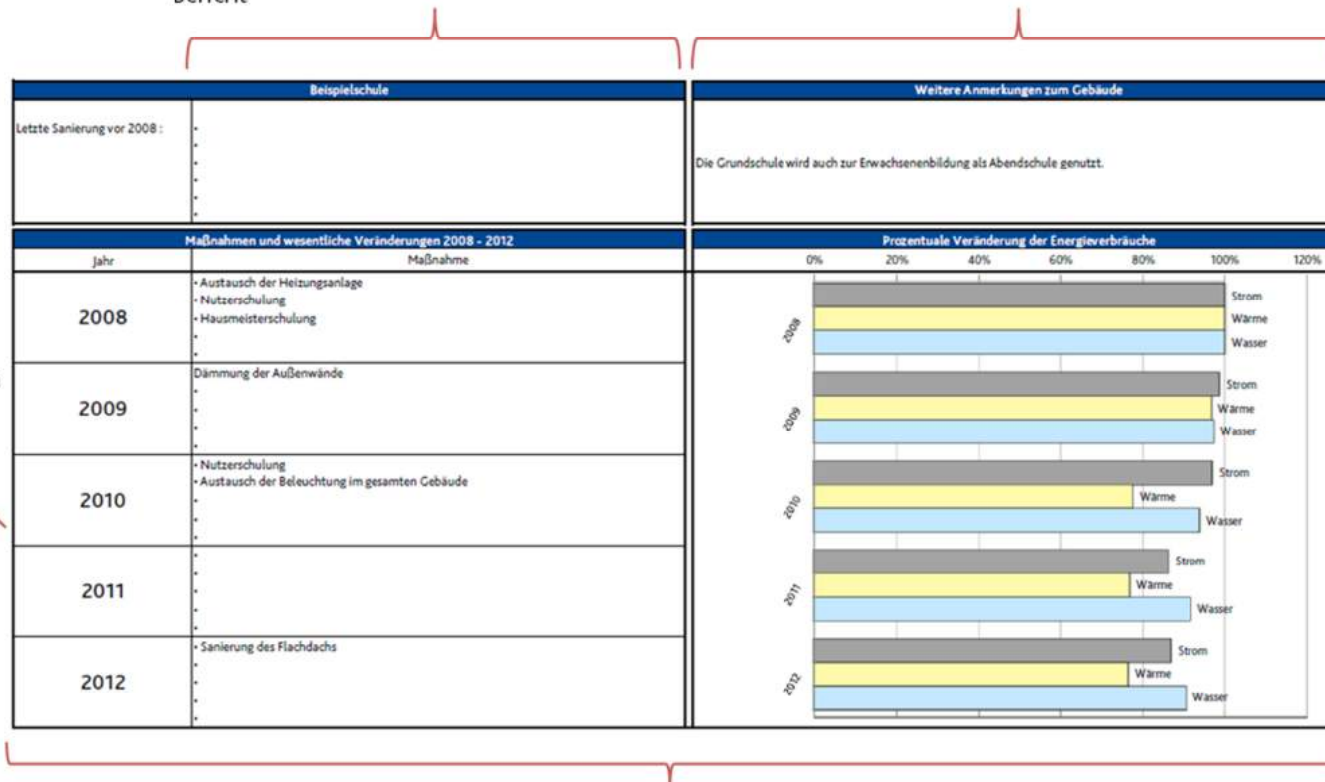 Bericht
Beispielschule
Letzte Sanierung vor 2008 :
Weitere Anmerkungen zum Gebäude
Die Grundschule wird auch zur Erwachsenenbildung als Abendschule genutzt.
Maßnahmen und wesentliche Veränderungen 2008 - 2012
Jahr
Maßnahme
2008
• Austausch der Heizungsanlage
• Nutzerschulung
• Hausmeisterschulung
2009
Dämmung der Außenwände
2010
• Nutzerschulung
• Austausch der Beleuchtung im gesamten Gebäude
2011
2012
• Sanierung des Flachdachs
Prozentuale Veränderung der Energieverbräuche
0% 20% 40% 60% 80% 100% 120%
2008
Strom
Wärme
Wasser
2009
Strom
Wärme
Wasser
2010
Strom
Wärme
Wasser
2011
Strom
Wärme
Wasser
2012
Strom
Wärme
Wasser